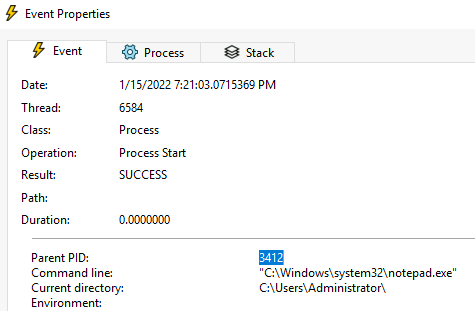 Event Properties
Event Process Stack
Date: 1/15/2022 7:21:03.0715369 PM
Thread: 6584
Class: Process
Operation: Process Start
Result: SUCCESS
Path:
Duration: 0.0000000
Parent PID: 3412
Command line: "C:\Windows\system32\notepad.exe"
Current directory: C:\Users\Administrator\
Environment: